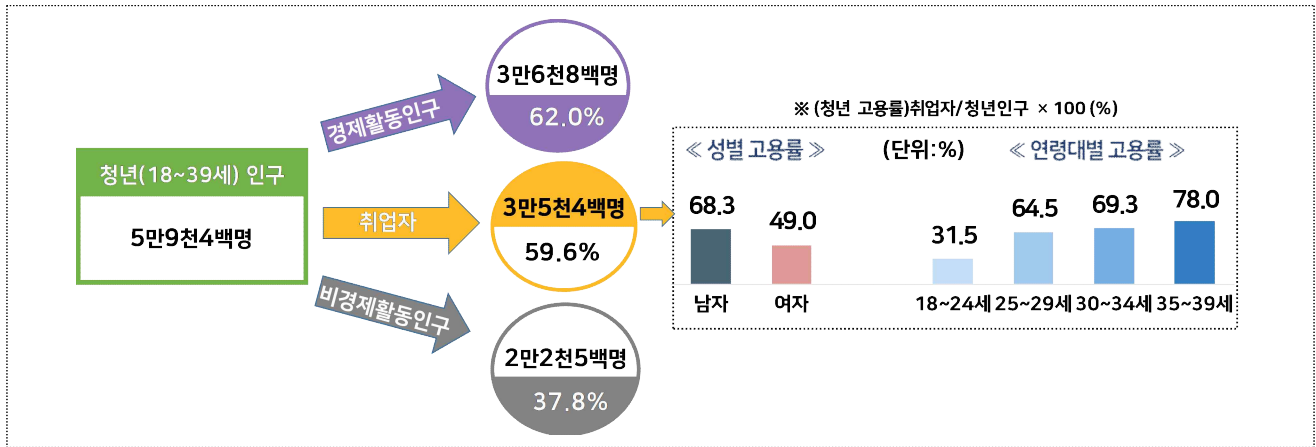 청년(18~39세) 인구
5만9천4백명
경제활동인구
3만6천8백명
62.0%
취업자
3만5천4백명
59.6%
비경제활동인구
2만2천5백명
37.8%
※ (청년 고용률)취업자/청년인구 × 100 (%)
≪ 성별 고용률 ≫ (단위:%) ≪ 연령대별 고용률 ≫
68.3 49.0 31.5 64.5 69.3 78.0
남자 여자 18~24세 25~29세 30~34세 35~39세